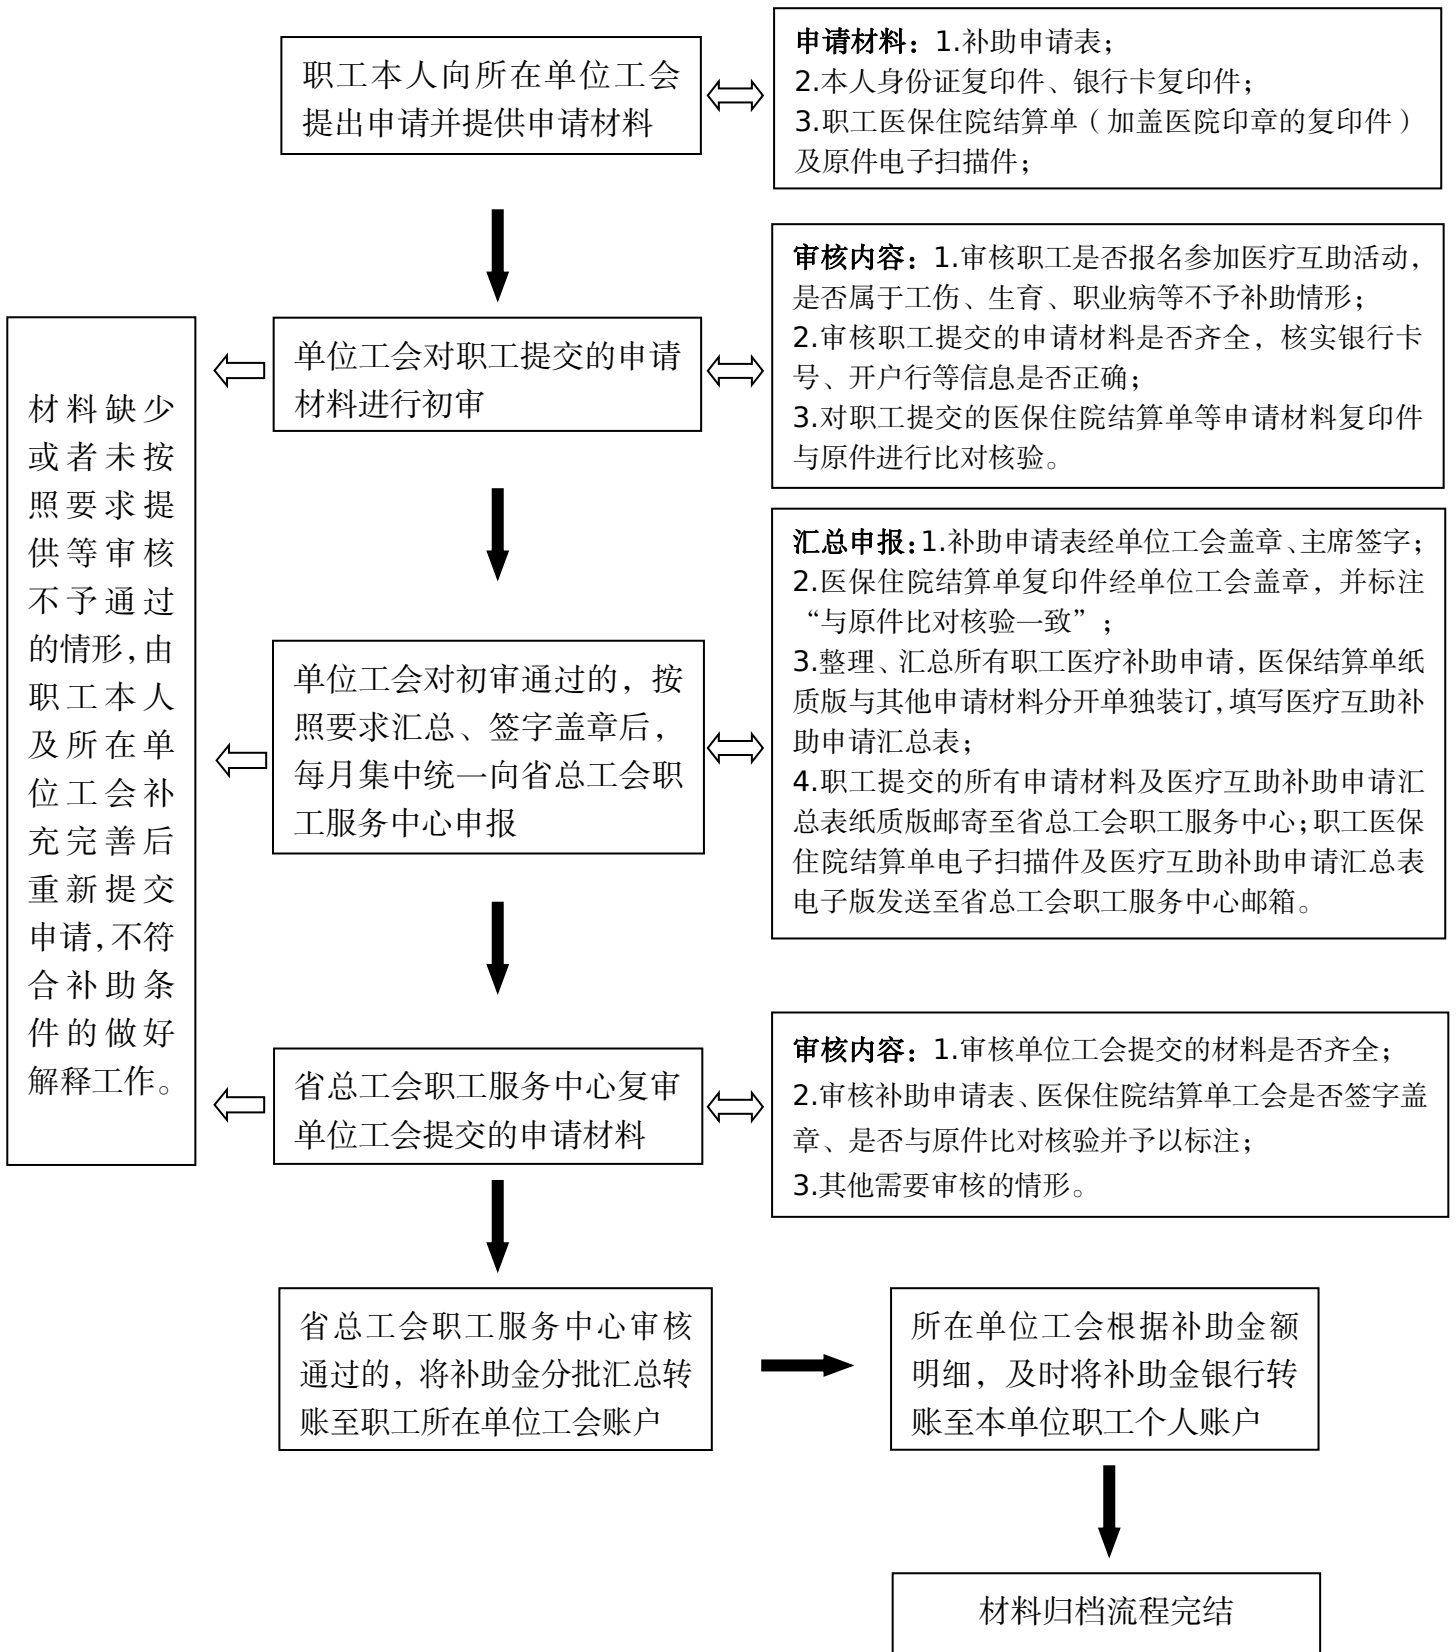 职工本人向所在单位工会
提出申请并提供申请材料
申请材料：1.补助申请表；
2.本人身份证复印件、银行卡复印件；
3.职工医保住院结算单（加盖医院印章的复印件）
及原件电子扫描件；
单位工会对职工提交的申请
材料进行初审
审核内容：1.审核职工是否报名参加医疗互助活动，
是否属于工伤、生育、职业病等不予补助情形；
2.审核职工提交的申请材料是否齐全，核实银行卡
号、开户行等信息是否正确；
3.对职工提交的医保住院结算单等申请材料复印件
与原件进行比对核验。
材料缺少
或者未按
照要求提
供等审核
不予通过
的情形，由
职工本人
及所在单
位工会补
充完善后
重新提交
申请，不符
合补助条
件的做好
解释工作。
单位工会对初审通过的，按
照要求汇总、签字盖章后，
每月集中统一向省总工会职
工服务中心申报
汇总申报：1.补助申请表经单位工会盖章、主席签字；
2.医保住院结算单复印件经单位工会盖章，并标注
“与原件比对核验一致”；
3.整理、汇总所有职工医疗补助申请，医保结算单纸
质版与其他申请材料分开单独装订，填写医疗互助补
助申请汇总表；
4.职工提交的所有申请材料及医疗互助补助申请汇
总表纸质版邮寄至省总工会职工服务中心；职工医保
住院结算单电子扫描件及医疗互助补助申请汇总表
电子版发送至省总工会职工服务中心邮箱。
省总工会职工服务中心复审
单位工会提交的申请材料
审核内容：1.审核单位工会提交的材料是否齐全；
2.审核补助申请表、医保住院结算单工会是否签字盖
章、是否与原件比对核验并予以标注；
3.其他需要审核的情形。
省总工会职工服务中心审核
通过的，将补助金分批汇总转
账至职工所在单位工会账户
所在单位工会根据补助金额
明细，及时将补助金银行转
账至本单位职工个人账户
材料归档流程完结